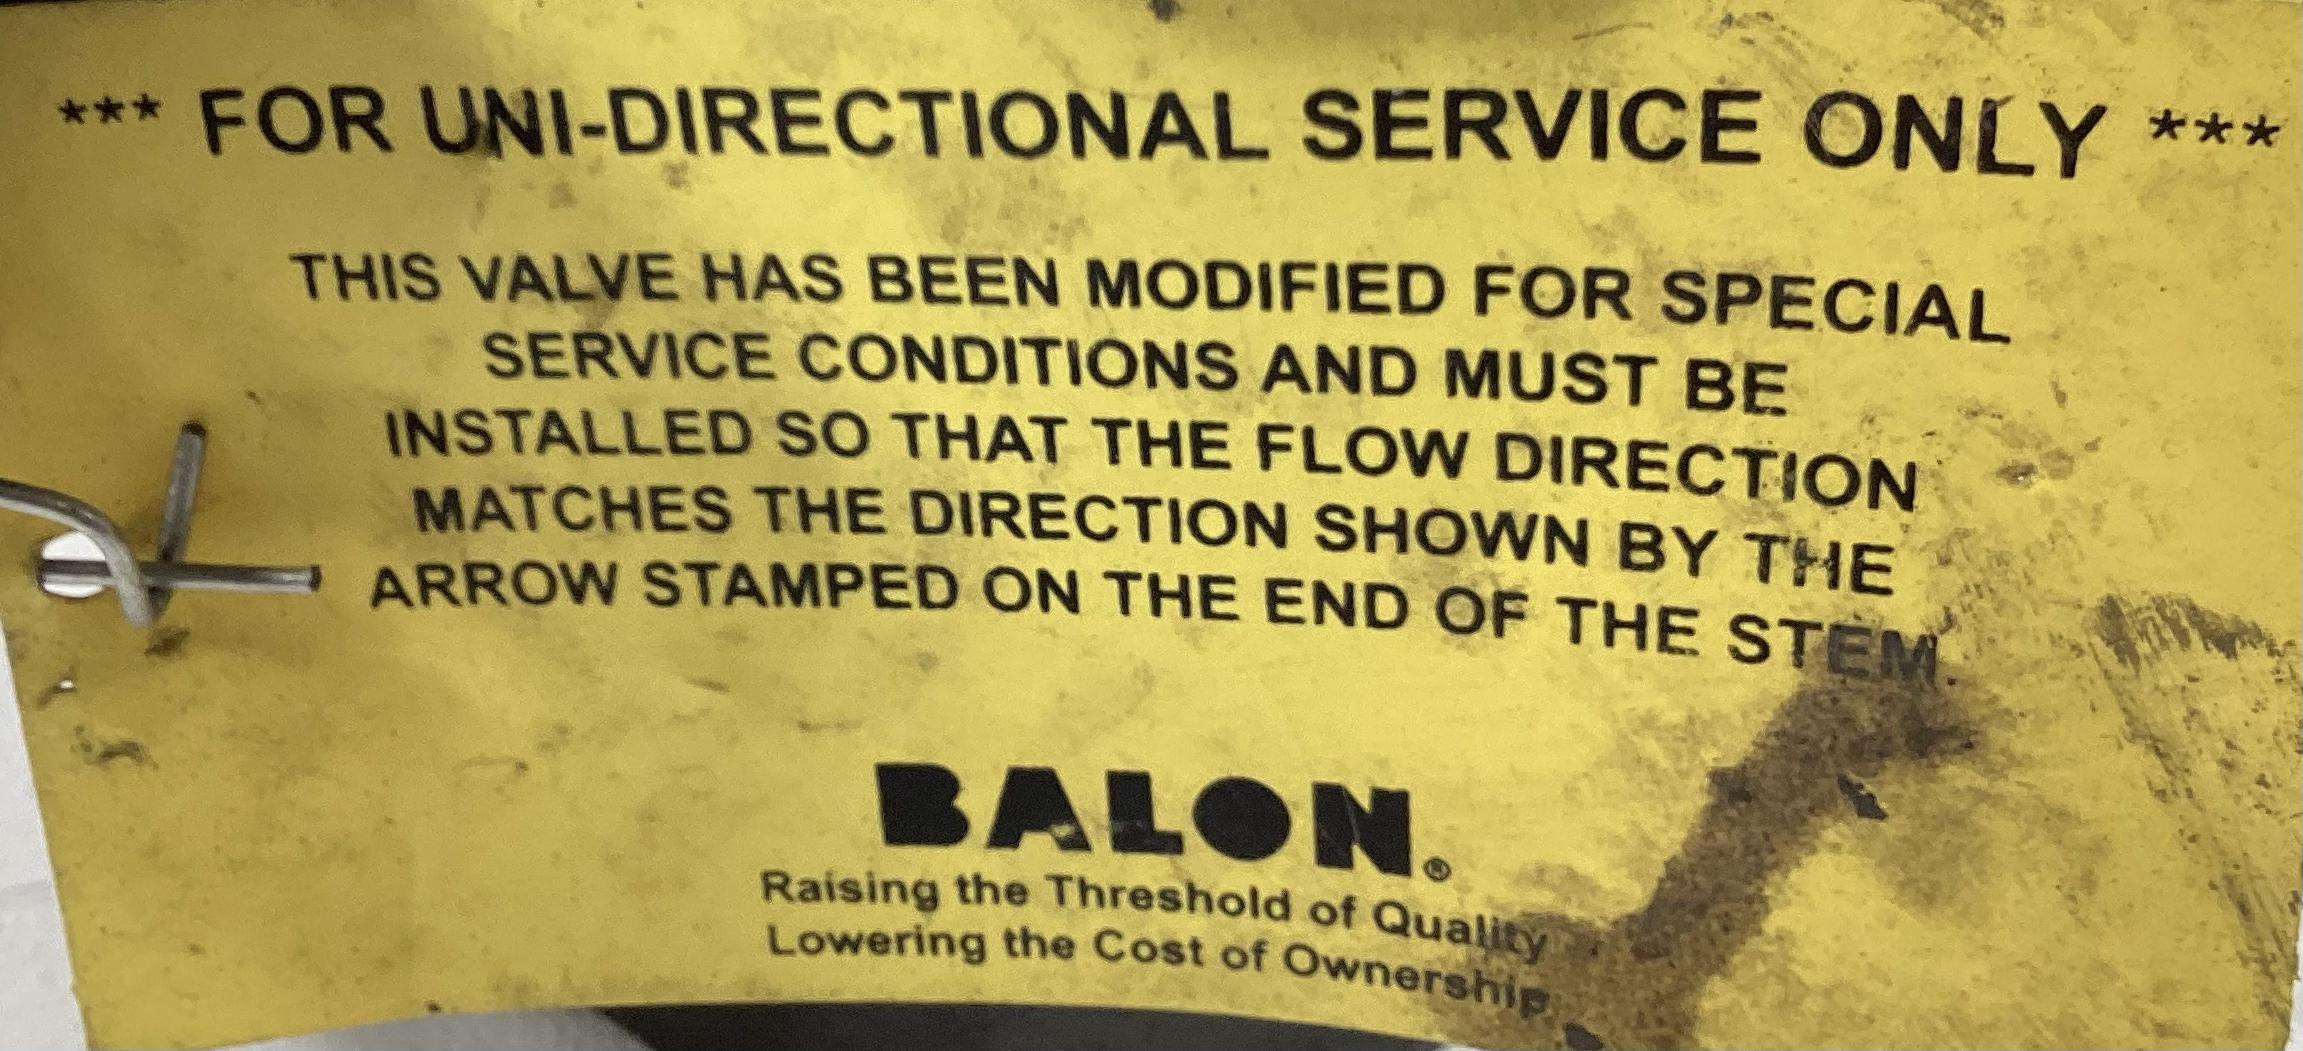 *** FOR UNI-DIRECTIONAL SERVICE ONLY ***
THIS VALVE HAS BEEN MODIFIED FOR SPECIAL
SERVICE CONDITIONS AND MUST BE
INSTALLED SO THAT THE FLOW DIRECTION
MATCHES THE DIRECTION SHOWN BY THE
ARROW STAMPED ON THE END OF THE STEM.
BALON®
Raising the Threshold of Quality
Lowering the Cost of Ownership